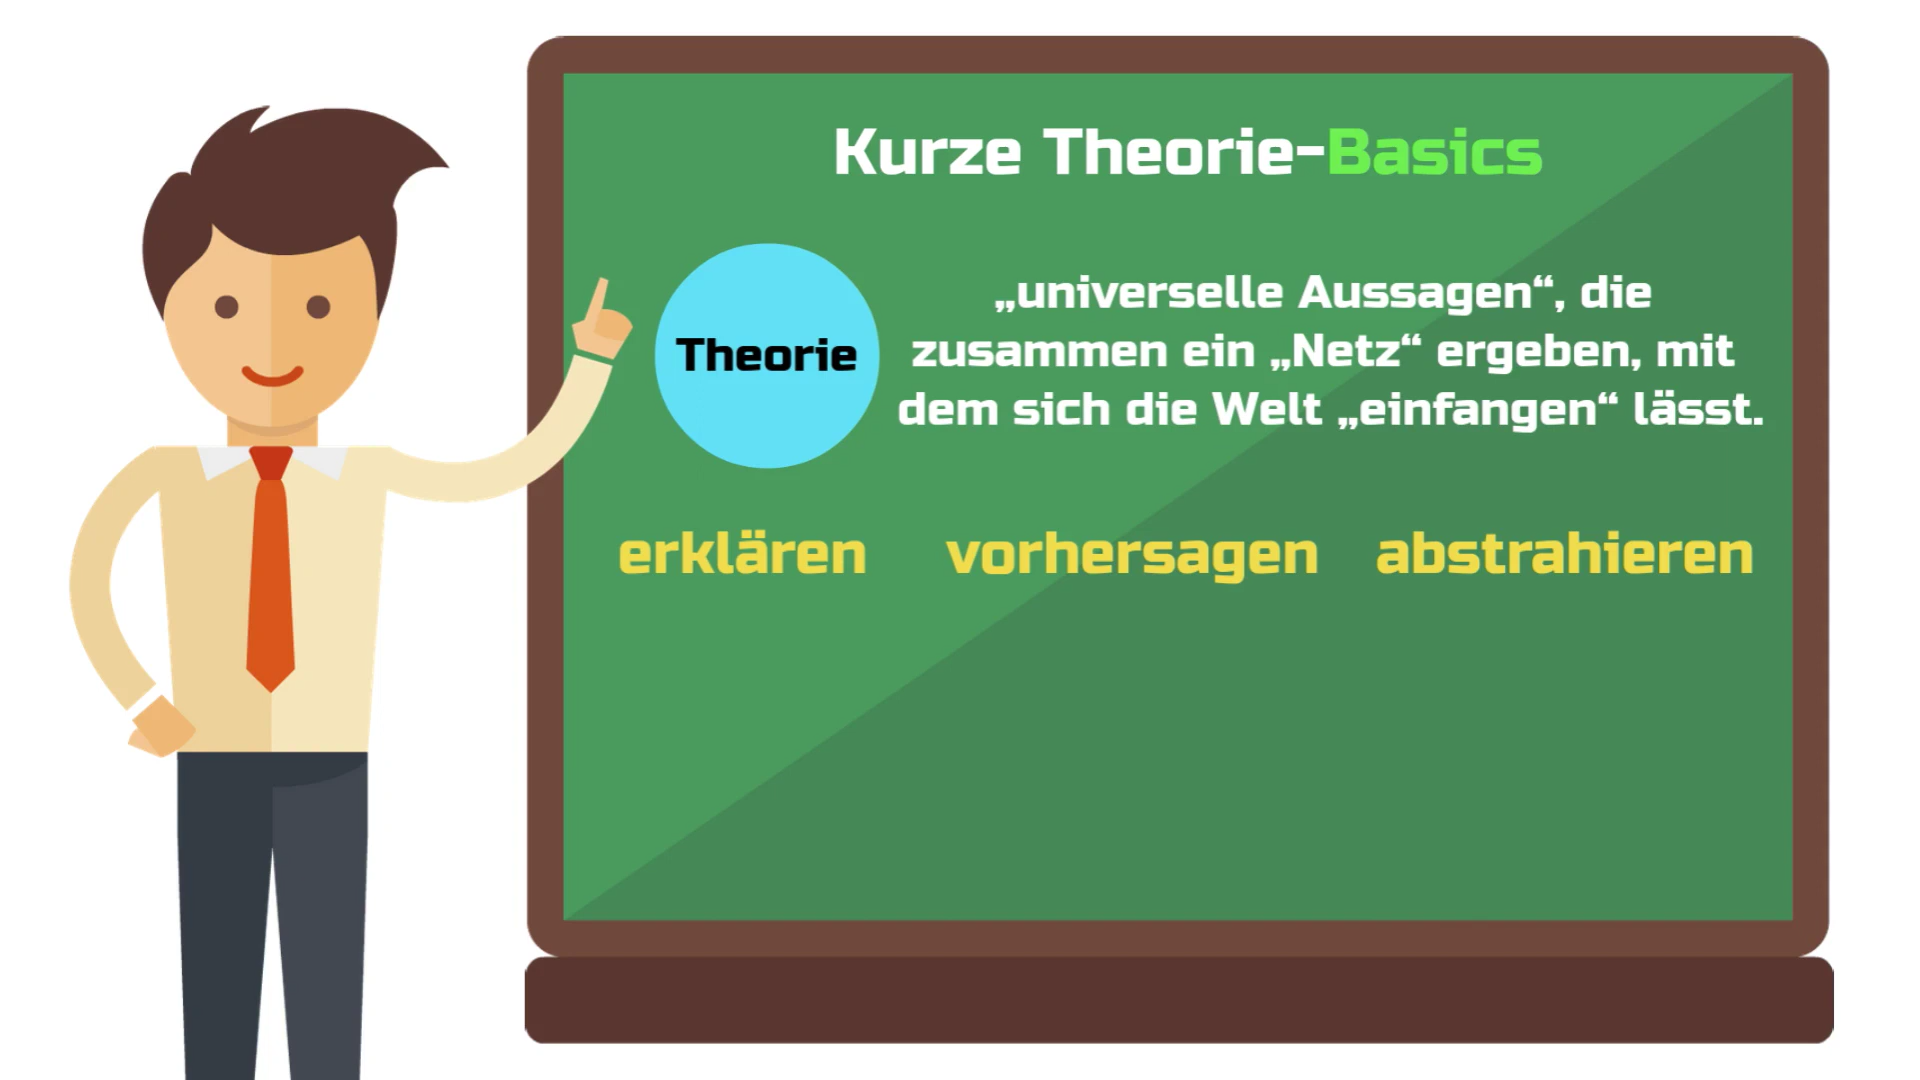 Kurze Theorie-Basics
Theorie
„universelle Aussagen“, die
zusammen ein „Netz“ ergeben, mit
dem sich die Welt „einfangen“ lässt.
erklären vorhersagen abstrahieren